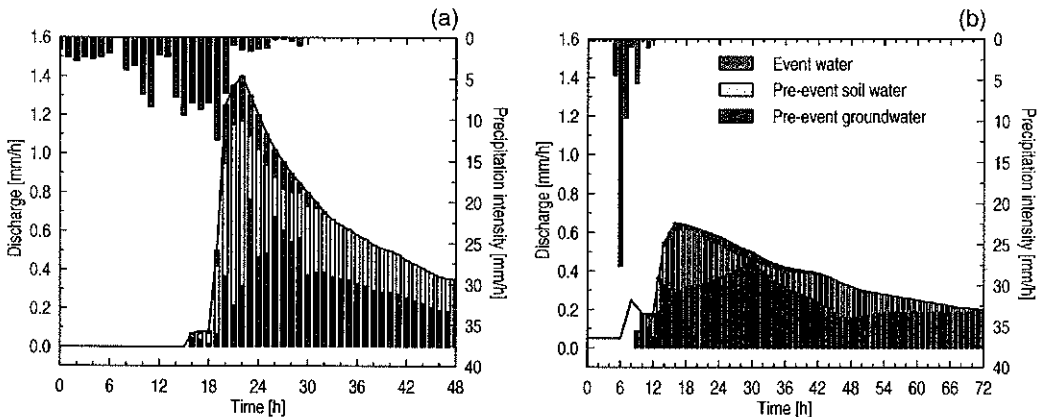 (a)
1.6
1.4
1.2
1.0
0.8
0.6
0.4
0.2
0.0
Discharge [mm/h]
0
5
10
15
20
25
30
35
40
Precipitation intensity [mm/h]
0 6 12 18 24 30 36 42 48
Time [h]
(b)
1.6
1.4
1.2
1.0
0.8
0.6
0.4
0.2
0.0
Discharge [mm/h]
Event water
Pre-event soil water
Pre-event groundwater
0
5
10
15
20
25
30
35
40
Precipitation intensity [mm/h]
0 6 12 18 24 30 36 42 48 54 60 66 72
Time [h]